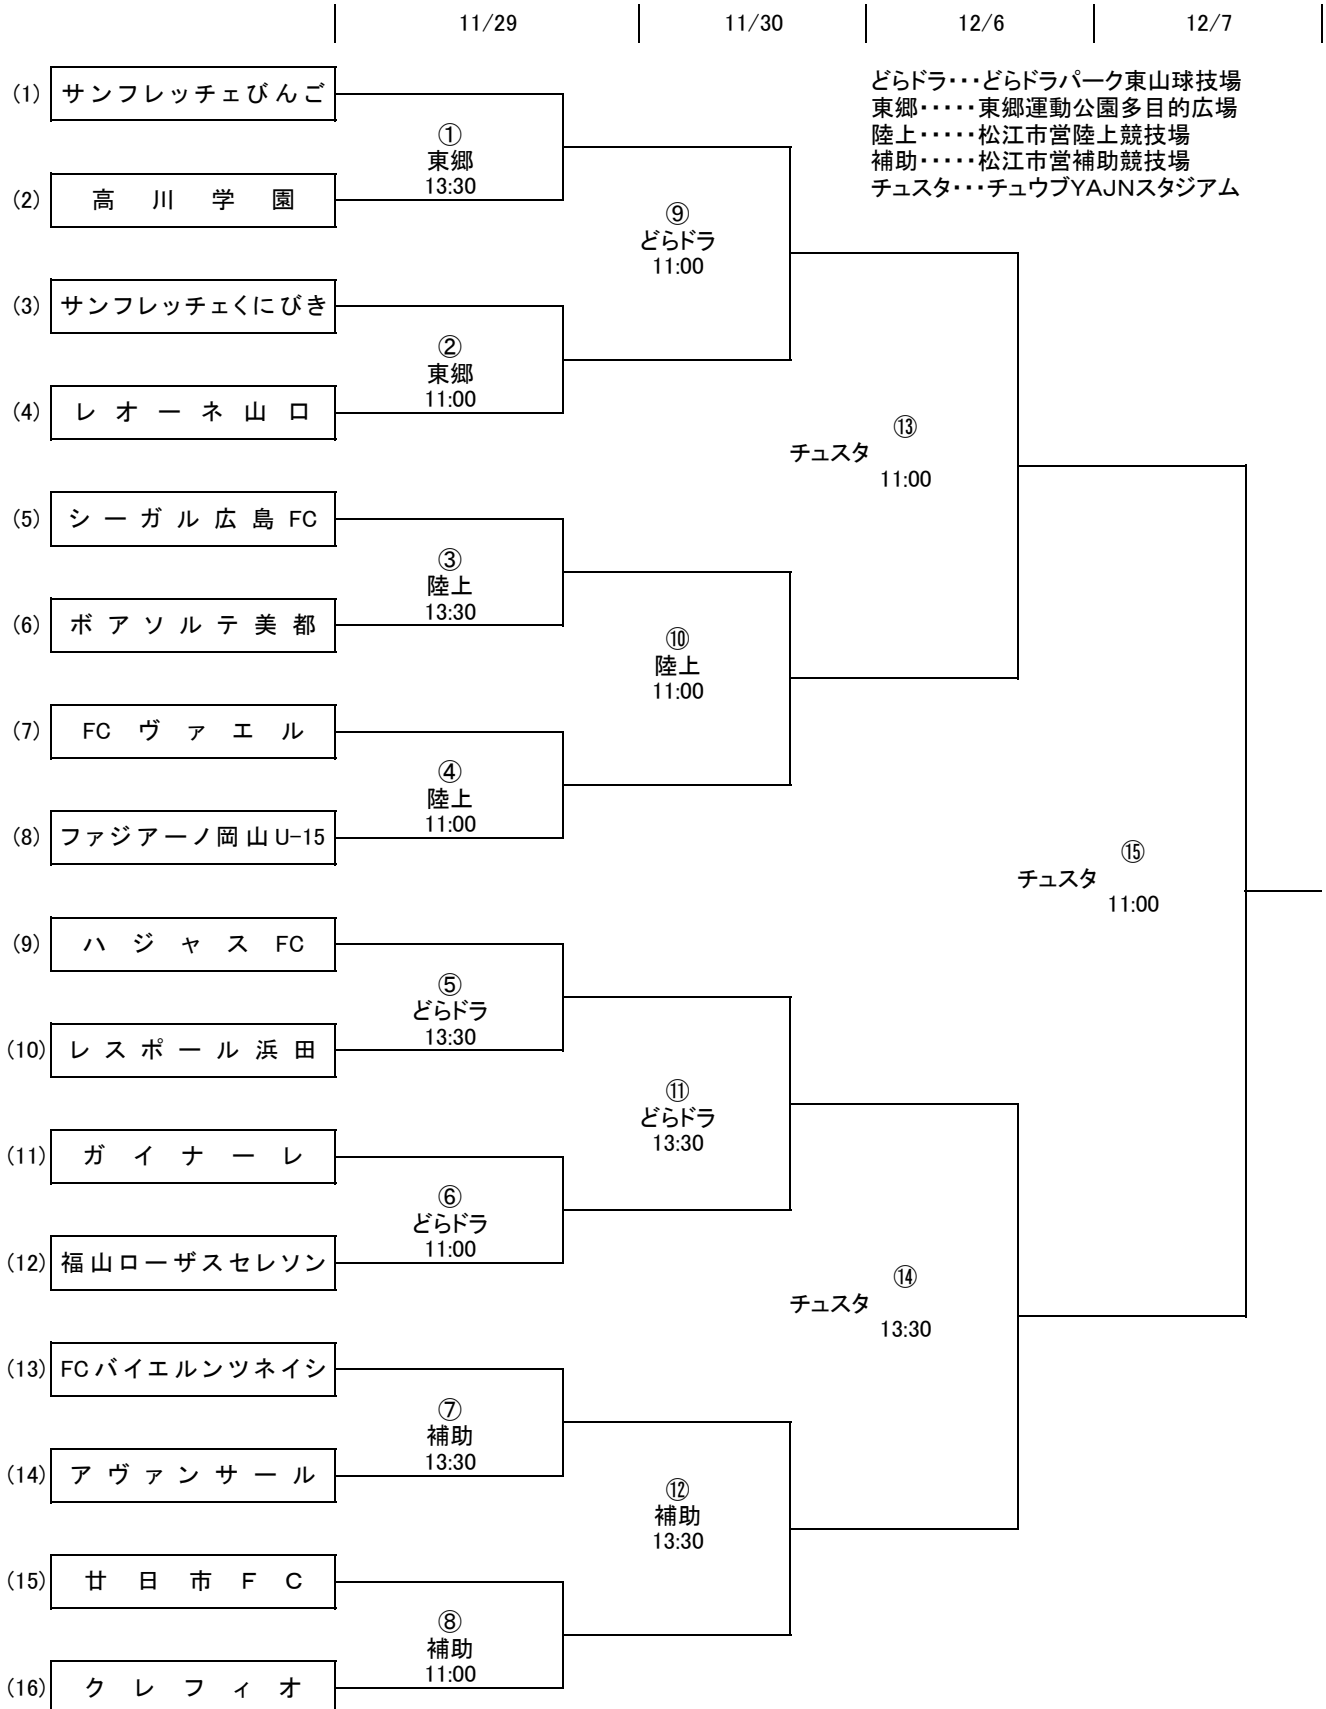 11/29 11/30 12/6 12/7
どらドラ・・・どらドラパーク東山球技場
東郷・・・・・東郷運動公園多目的広場
陸上・・・・・松江市営陸上競技場
補助・・・・・松江市営補助競技場
チュスタ・・・チュウブYAJNスタジアム
(1) サンフレッチェびんご
①
東郷
13:30
(2) 高川学園
⑨
どらドラ
11:00
(3) サンフレッチェくにびき
②
東郷
11:00
(4) レオーネ山口
⑬
チュスタ
11:00
(5) シーガル広島FC
③
陸上
13:30
(6) ボアソルテ美都
⑩
陸上
11:00
(7) FCヴァエル
④
陸上
11:00
(8) ファジアーノ岡山U-15
⑮
チュスタ
11:00
(9) ハジャスFC
⑤
どらドラ
13:30
(10) レスポール浜田
⑪
どらドラ
13:30
(11) ガイナーレ
⑥
どらドラ
11:00
(12) 福山ローザスセレソン
⑭
チュスタ
13:30
(13) FCバイエルンツネイシ
⑦
補助
13:30
(14) アヴァンサール
⑫
補助
13:30
(15) 廿日市FC
⑧
補助
11:00
(16) クレフィオ